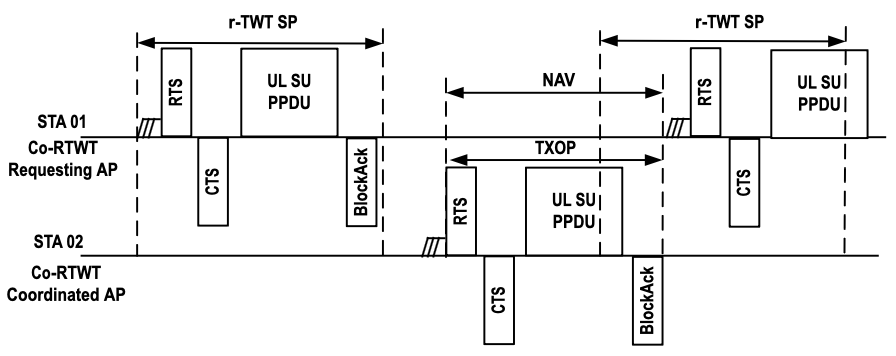 r-TWT SP
r-TWT SP
RTS
UL SU
PPDU
NAV
RTS
UL SU
PPDU
STA 01
Co-RTWT
Requesting AP
CTS
BlockAck
TXOP
CTS
RTS
UL SU
PPDU
STA 02
Co-RTWT
Coordinated AP
CTS
BlockAck